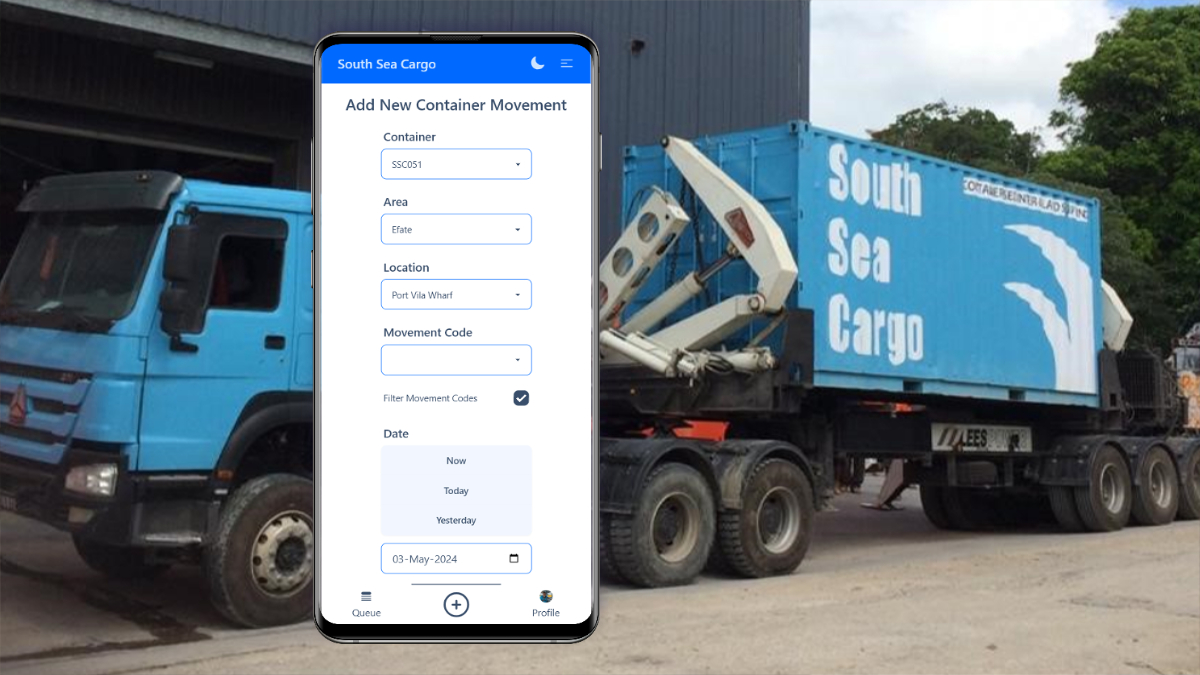 South Sea Cargo
Add New Container Movement
Container
SSC051
Area
Efate
Location
Port Vila Wharf
Movement Code
Filter Movement Codes
Date
Now
Today
Yesterday
03-May-2024
Queue
Profile
South
Sea
Cargo
LEES